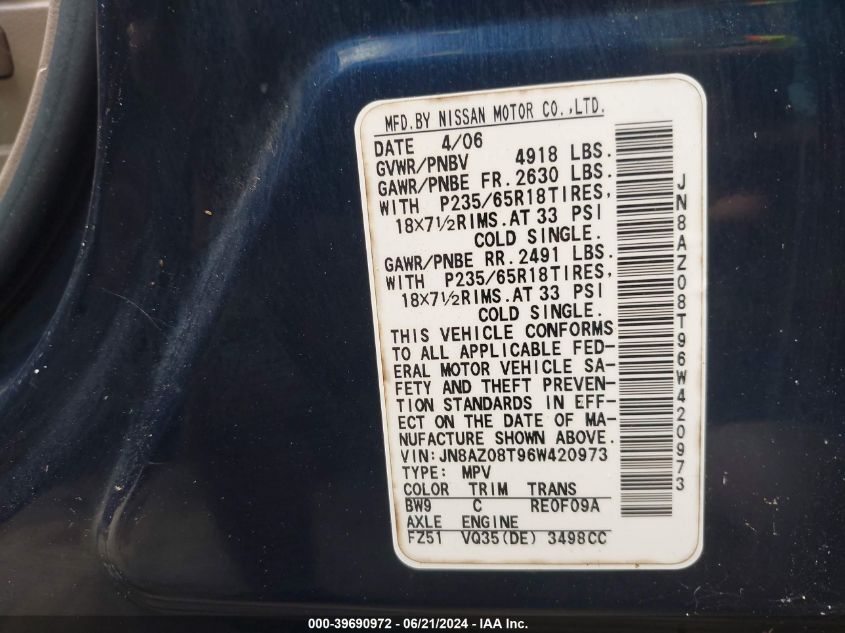 MFD.BY NISSAN MOTOR CO.,LTD.
DATE 4/06
GVWR/PNBV 4918 LBS.
GAWR/PNBE FR.2630 LBS.
WITH P235/65R18TIRES,
18X7½RIMS.AT 33 PSI
COLD SINGLE.
GAWR/PNBE RR.2491 LBS.
WITH P235/65R18TIRES,
18X7½RIMS.AT 33 PSI
COLD SINGLE.
THIS VEHICLE CONFORMS
TO ALL APPLICABLE FED-
ERAL MOTOR VEHICLE SA-
FETY AND THEFT PREVEN-
TION STANDARDS IN EFF-
ECT ON THE DATE OF MA-
NUFACTURE SHOWN ABOVE.
VIN:JN8AZ08T96W420973
TYPE: MPV
COLOR TRIM TRANS
BW9 C RE0F09A
AXLE ENGINE
FZ51 VQ35(DE) 3498CC
JN8AZ08T96W420973
000-39690972 - 06/21/2024 - IAA Inc.